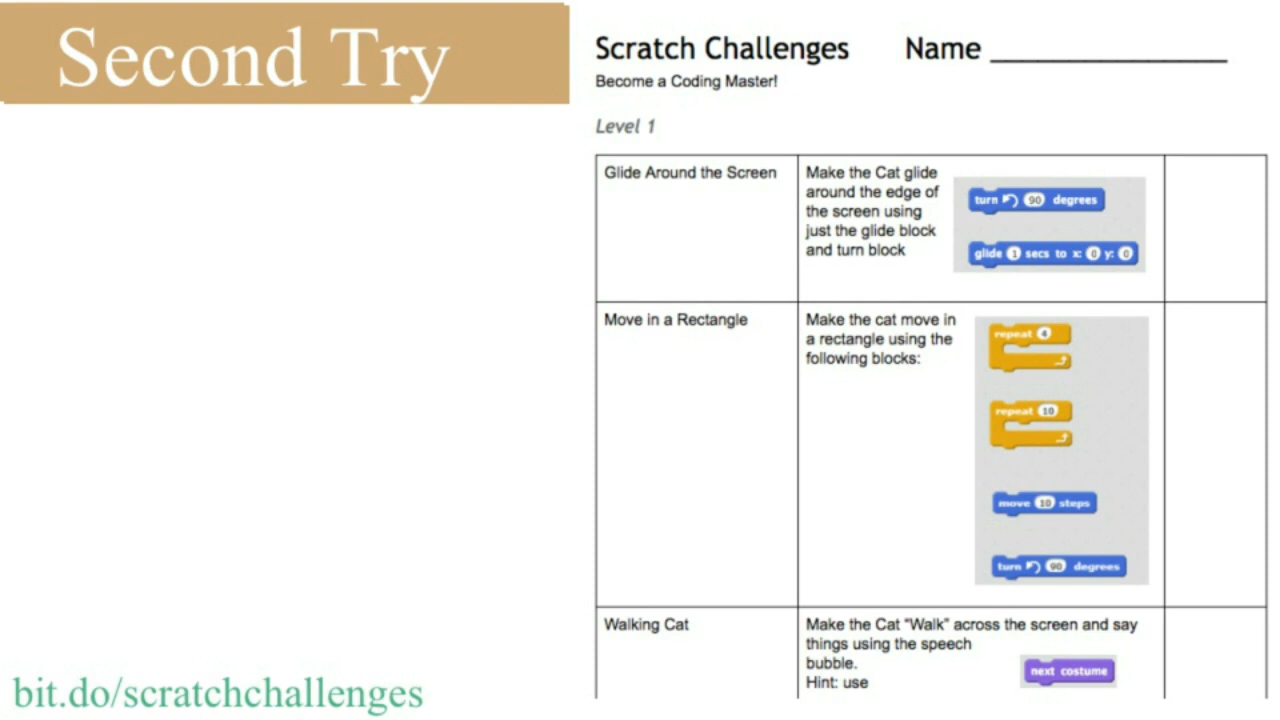 Second Try
Scratch Challenges Name ________________
Become a Coding Master!
Level 1
Glide Around the Screen
Make the Cat glide
around the edge of
the screen using
just the glide block
and turn block
turn 90 degrees
glide 1 secs to x: 0 y: 0
Move in a Rectangle
Make the cat move in
a rectangle using the
following blocks:
repeat 4
repeat 10
move 10 steps
turn 90 degrees
Walking Cat
Make the Cat “Walk” across the screen and say
things using the speech
bubble.
Hint: use
next costume
bit.do/scratchchallenges